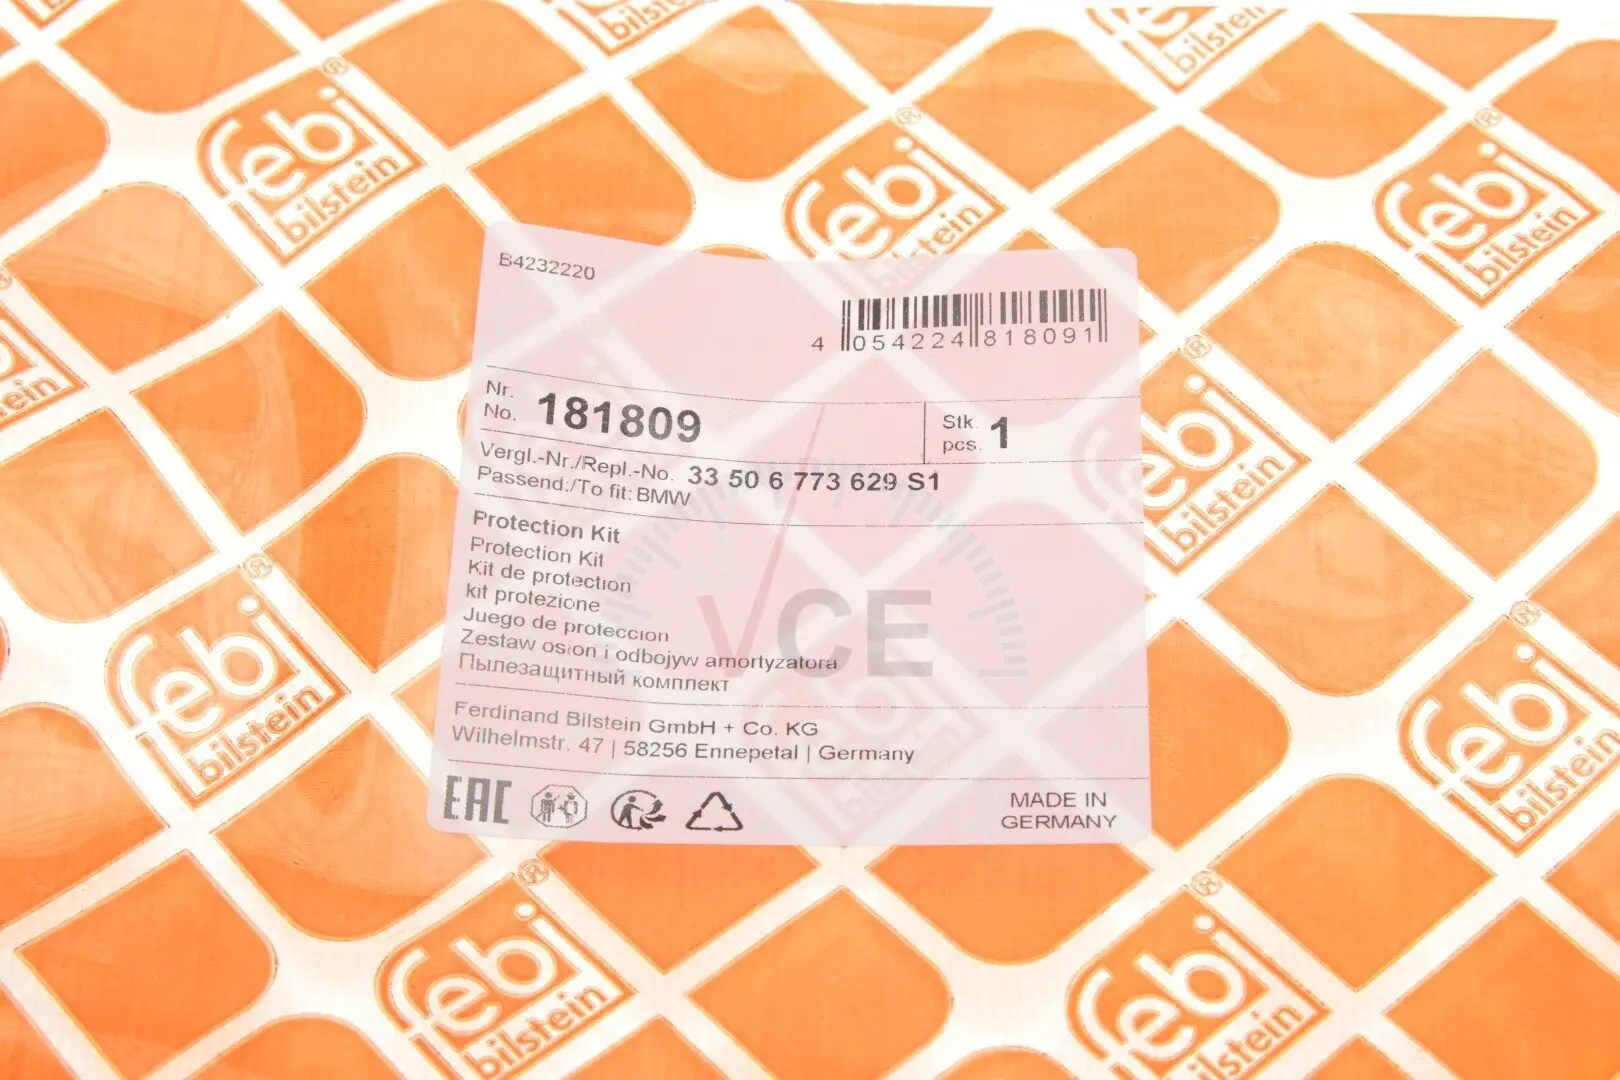 febi
bilstein
B4232220
4 054224 818091
Nr.
No. 181809
Stk.
pcs. 1
Vergl.-Nr./Repl.-No. 33 50 6 773 629 S1
Passend:/To fit: BMW
Protection Kit
Protection Kit
Kit de protection
kit protezione
Juego de proteccion
Zestaw oslon i odbojyw amortyzatora
Пылезащитный комплект
VCE
Ferdinand Bilstein GmbH + Co. KG
Wilhelmstr. 47 | 58256 Ennepetal | Germany
EAC
MADE IN
GERMANY